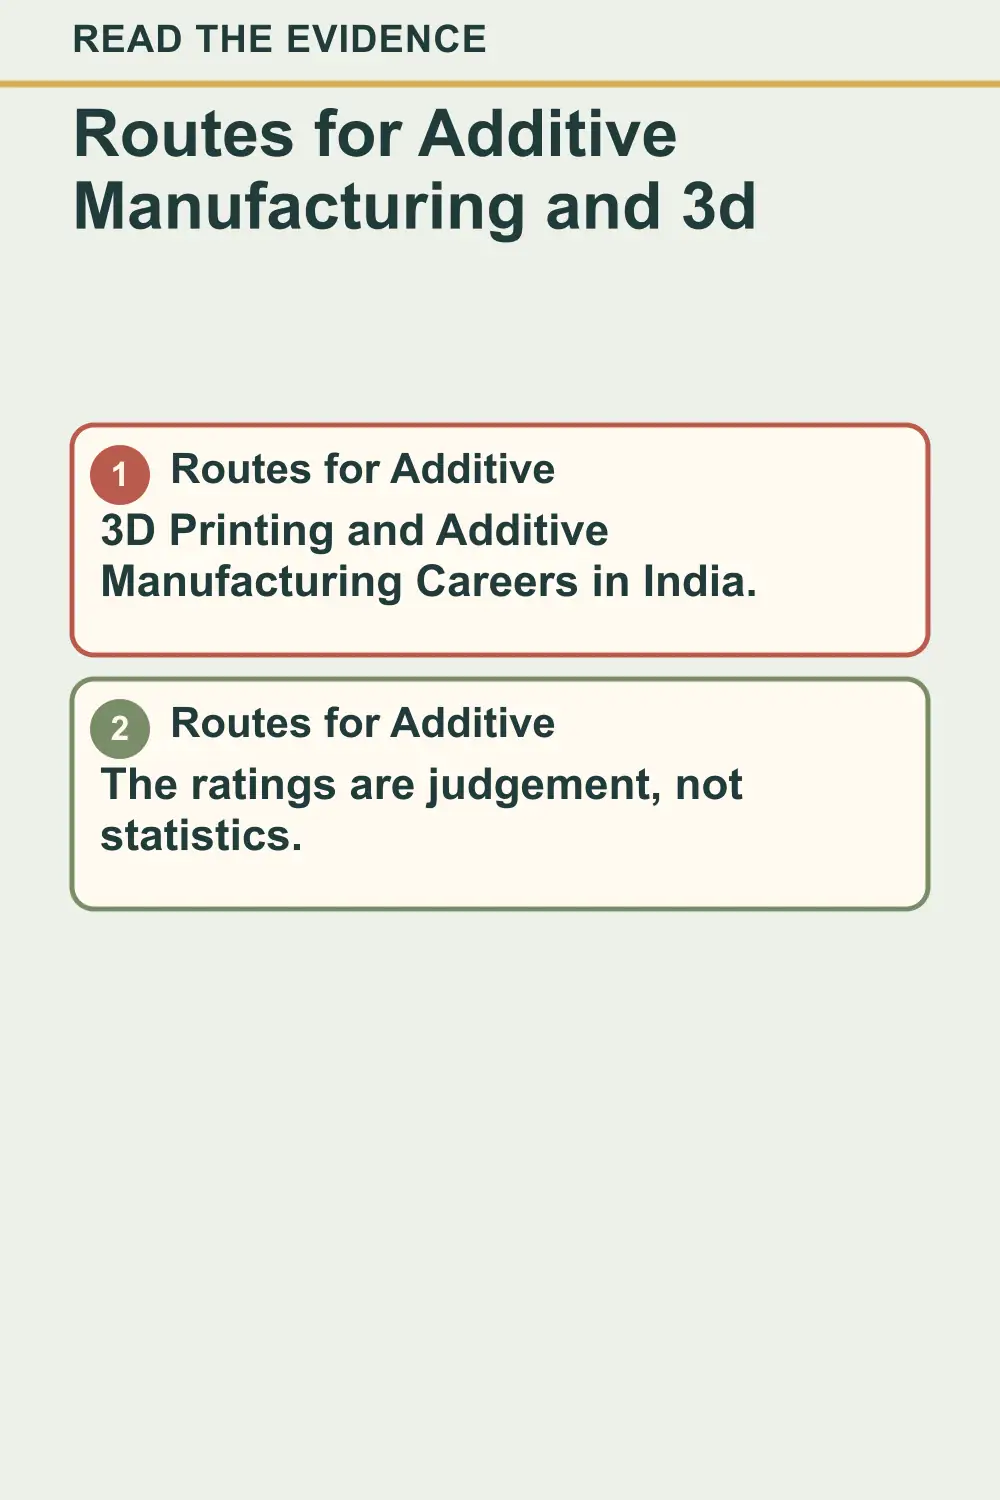 READ THE EVIDENCE
Routes for Additive
Manufacturing and 3d
1 Routes for Additive
3D Printing and Additive
Manufacturing Careers in India.
2 Routes for Additive
The ratings are judgement, not
statistics.